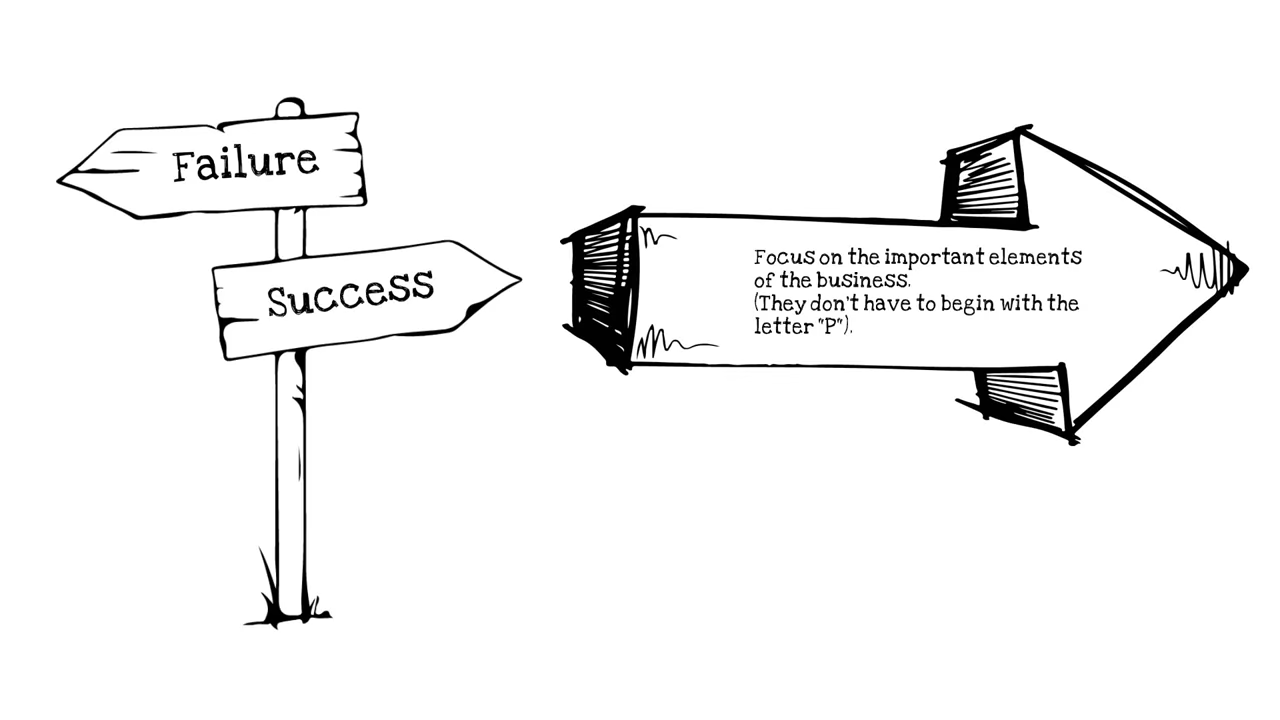 Failure
Success
Focus on the important elements
of the business.
(They don't have to begin with the
letter "P").